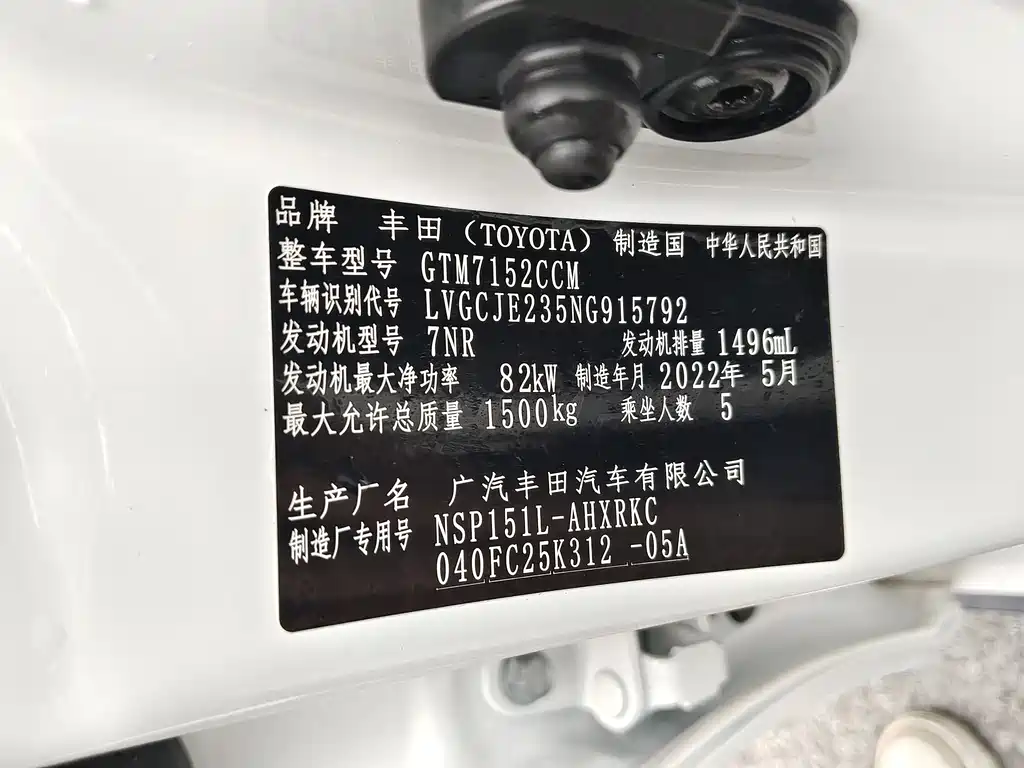 品牌 丰田（TOYOTA） 制造国 中华人民共和国
整车型号 GTM7152CCM
车辆识别代号 LVGCJE235NG915792
发动机型号 7NR 发动机排量 1496mL
发动机最大净功率 82kW 制造年月 2022年 5月
最大允许总质量 1500kg 乘坐人数 5
生产厂名 广汽丰田汽车有限公司
制造厂专用号 NSP151L-AHXRKC
040FC25K312 -05A